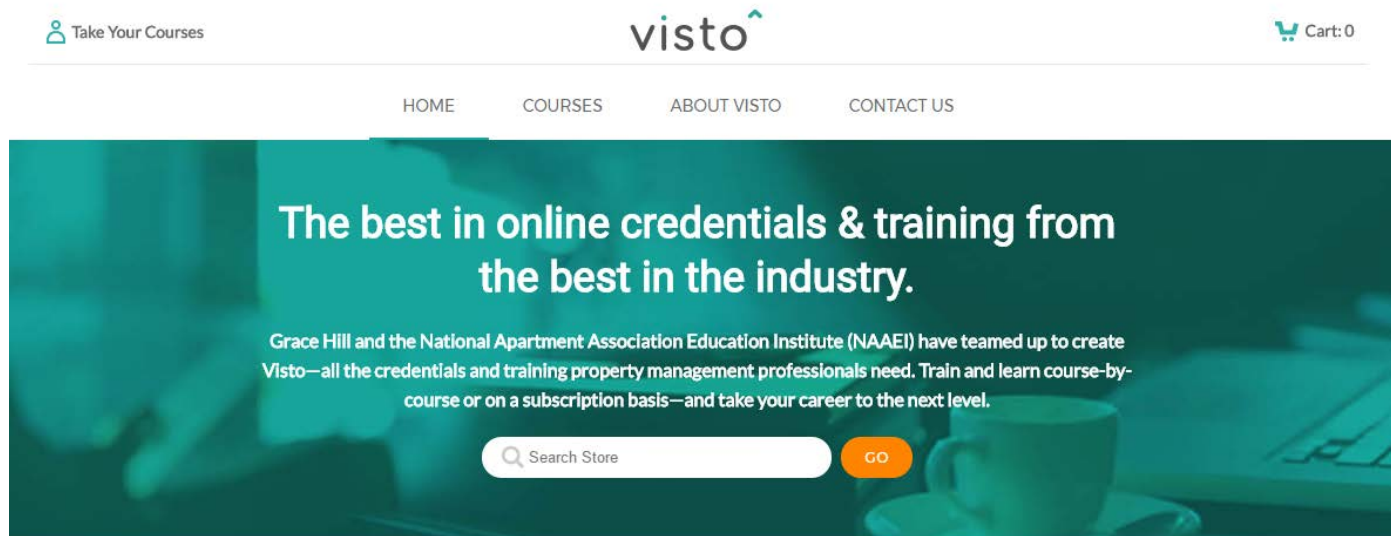 Take Your Courses
visto
Cart: 0
HOME
COURSES
ABOUT VISTO
CONTACT US
The best in online credentials & training from
the best in the industry.
Grace Hill and the National Apartment Association Education Institute (NAAEI) have teamed up to create
Visto—all the credentials and training property management professionals need. Train and learn course-by-
course or on a subscription basis—and take your career to the next level.
Search Store
GO